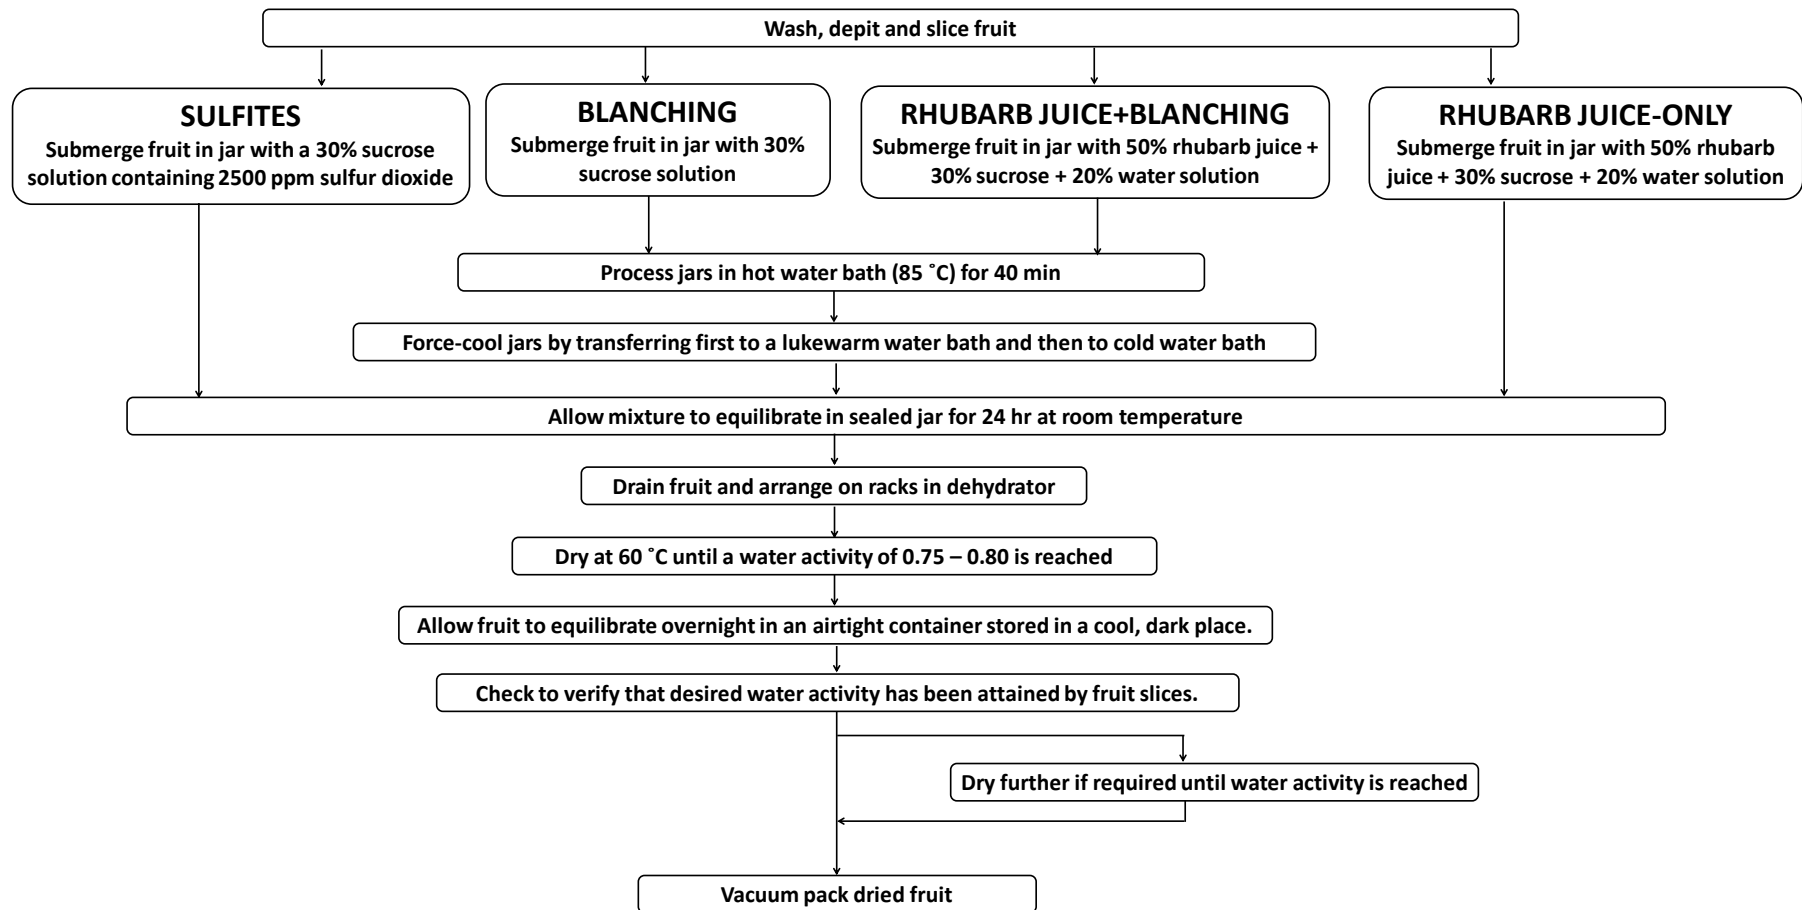 Wash, depit and slice fruit
SULFITES
Submerge fruit in jar with a 30% sucrose
solution containing 2500 ppm sulfur dioxide
BLANCHING
Submerge fruit in jar with 30%
sucrose solution
RHUBARB JUICE+BLANCHING
Submerge fruit in jar with 50% rhubarb juice +
30% sucrose + 20% water solution
RHUBARB JUICE-ONLY
Submerge fruit in jar with 50% rhubarb
juice + 30% sucrose + 20% water solution
Process jars in hot water bath (85 ˚C) for 40 min
Force-cool jars by transferring first to a lukewarm water bath and then to cold water bath
Allow mixture to equilibrate in sealed jar for 24 hr at room temperature
Drain fruit and arrange on racks in dehydrator
Dry at 60 ˚C until a water activity of 0.75 – 0.80 is reached
Allow fruit to equilibrate overnight in an airtight container stored in a cool, dark place.
Check to verify that desired water activity has been attained by fruit slices.
Dry further if required until water activity is reached
Vacuum pack dried fruit